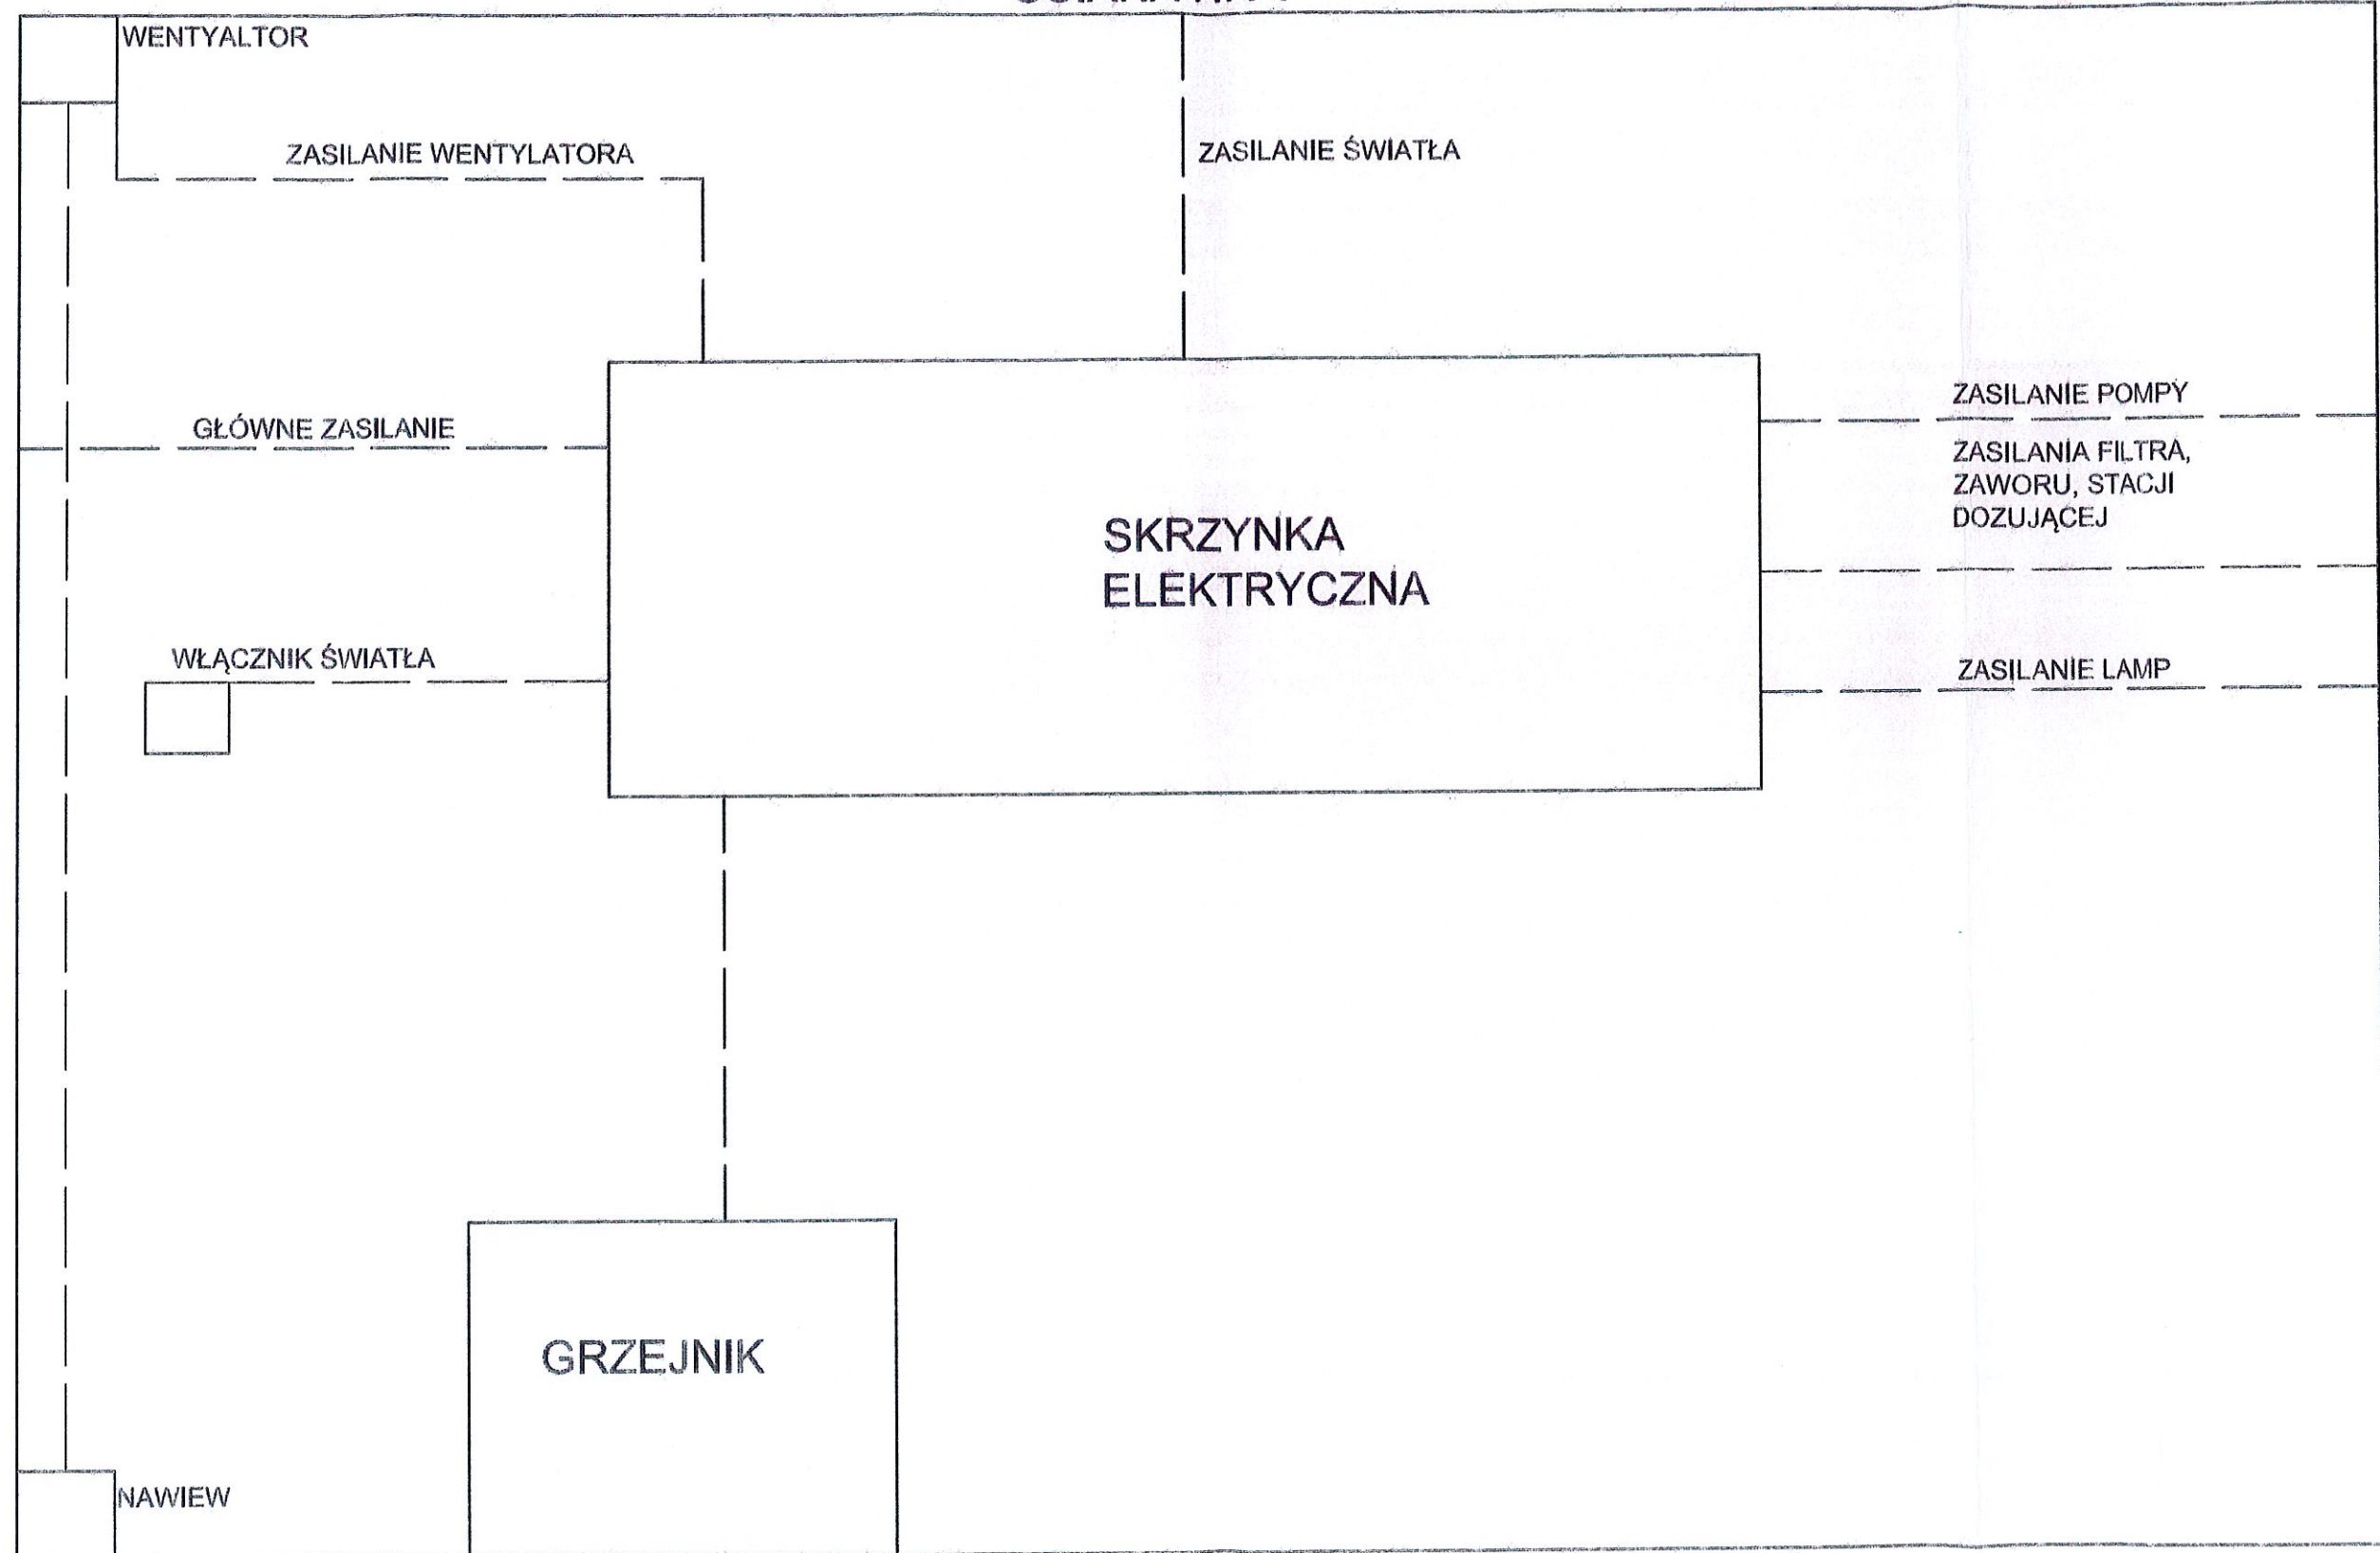 WENTYALTOR
ZASILANIE WENTYLATORA
ZASILANIE ŚWIATŁA
GŁÓWNE ZASILANIE
ZASILANIE POMPY
ZASILANIA FILTRA,
ZAWORU, STACJI
DOZUJĄCEJ
SKRZYNKA
ELEKTRYCZNA
WŁĄCZNIK ŚWIATŁA
ZASILANIE LAMP
GRZEJNIK
NAWIEW